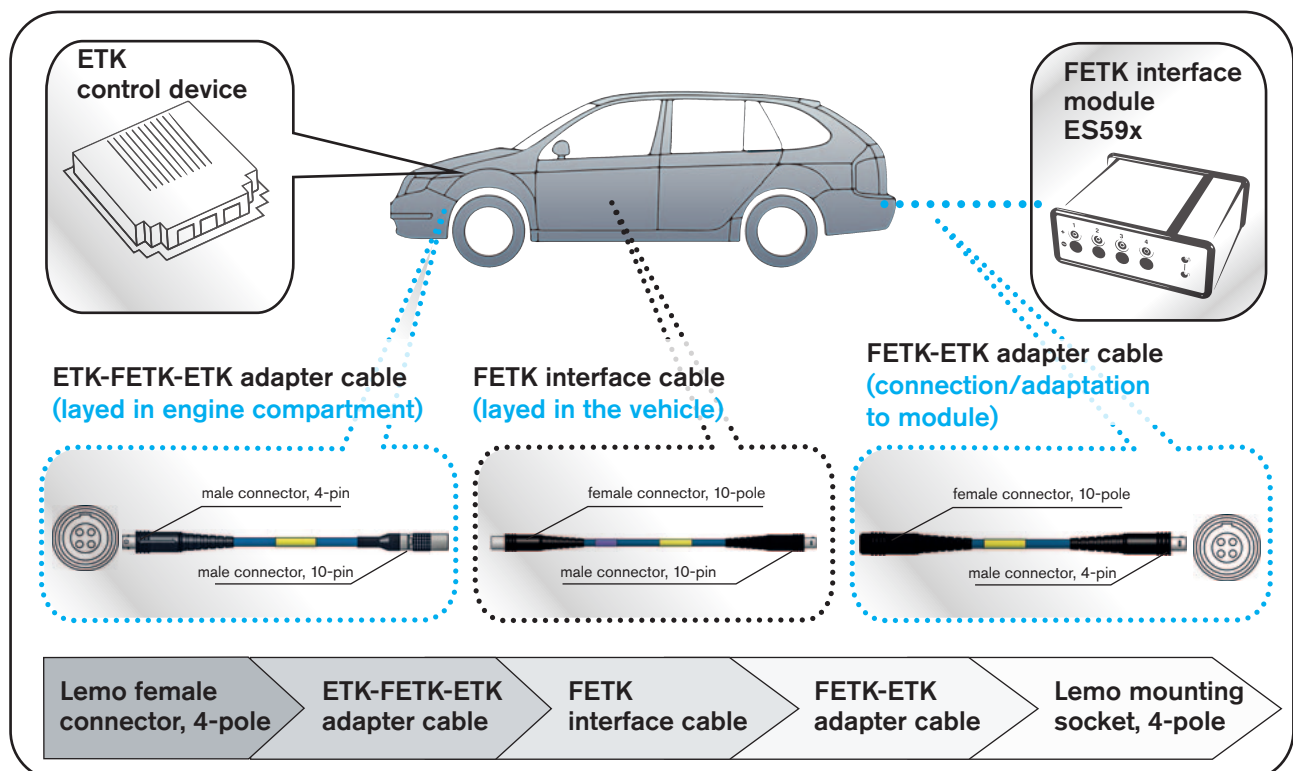 ETK
control device
FETK interface
module
ES59x
1 2 3 4
ETK-FETK-ETK adapter cable
(layed in engine compartment)
FETK interface cable
(layed in the vehicle)
FETK-ETK adapter cable
(connection/adaptation
to module)
male connector, 4-pin
male connector, 10-pin
female connector, 10-pole
male connector, 10-pin
female connector, 10-pole
male connector, 4-pin
Lemo female
connector, 4-pole
ETK-FETK-ETK
adapter cable
FETK
interface cable
FETK-ETK
adapter cable
Lemo mounting
socket, 4-pole